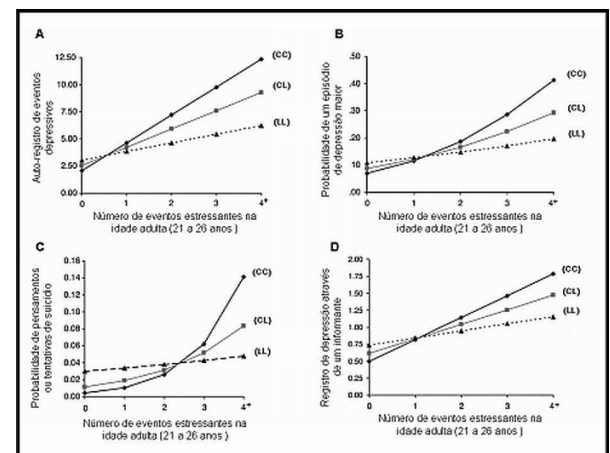 A
12.50
10.00
7.50
5.00
2.50
0.00
Auto-registro de eventos
depressivos
(CC)
(CL)
(LL)
0 1 2 3 4+
Número de eventos estressantes na
idade adulta (21 a 26 anos )
B
.50
.40
.30
.20
.10
.00
Probabilidade de um episódio
de depressão maior
(CC)
(CL)
(LL)
0 1 2 3 4+
Número de eventos estressantes na
idade adulta (21 a 26 anos )
C
0.16
0.14
0.12
0.10
0.08
0.06
0.04
0.02
0.00
Probabilidade de pensamentos
ou tentativas de suicídio
(CC)
(CL)
(LL)
0 1 2 3 4+
Número de eventos estressantes na
idade adulta (21 a 26 anos )
D
2.00
1.75
1.50
1.25
1.00
0.75
0.50
0.25
0.00
Registro de depressão através
de um informante
(CC)
(CL)
(LL)
0 1 2 3 4+
Número de eventos estressantes na
idade adulta (21 a 26 anos )